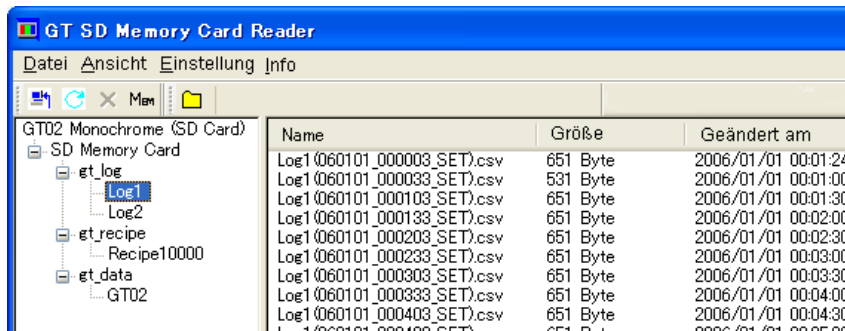 GT SD Memory Card Reader
Datei Ansicht Einstellung Info
MEM
GT02 Monochrome (SD Card)
SD Memory Card
gt_log
Log1
Log2
gt_recipe
Recipe10000
gt_data
GT02
Name Größe Geändert am
Log1(060101_000003_SET).csv 651 Byte 2006/01/01 00:01:24
Log1(060101_000033_SET).csv 531 Byte 2006/01/01 00:01:00
Log1(060101_000103_SET).csv 651 Byte 2006/01/01 00:01:30
Log1(060101_000133_SET).csv 651 Byte 2006/01/01 00:02:00
Log1(060101_000203_SET).csv 651 Byte 2006/01/01 00:02:30
Log1(060101_000233_SET).csv 651 Byte 2006/01/01 00:03:00
Log1(060101_000303_SET).csv 651 Byte 2006/01/01 00:03:30
Log1(060101_000333_SET).csv 651 Byte 2006/01/01 00:04:00
Log1(060101_000403_SET).csv 651 Byte 2006/01/01 00:04:30